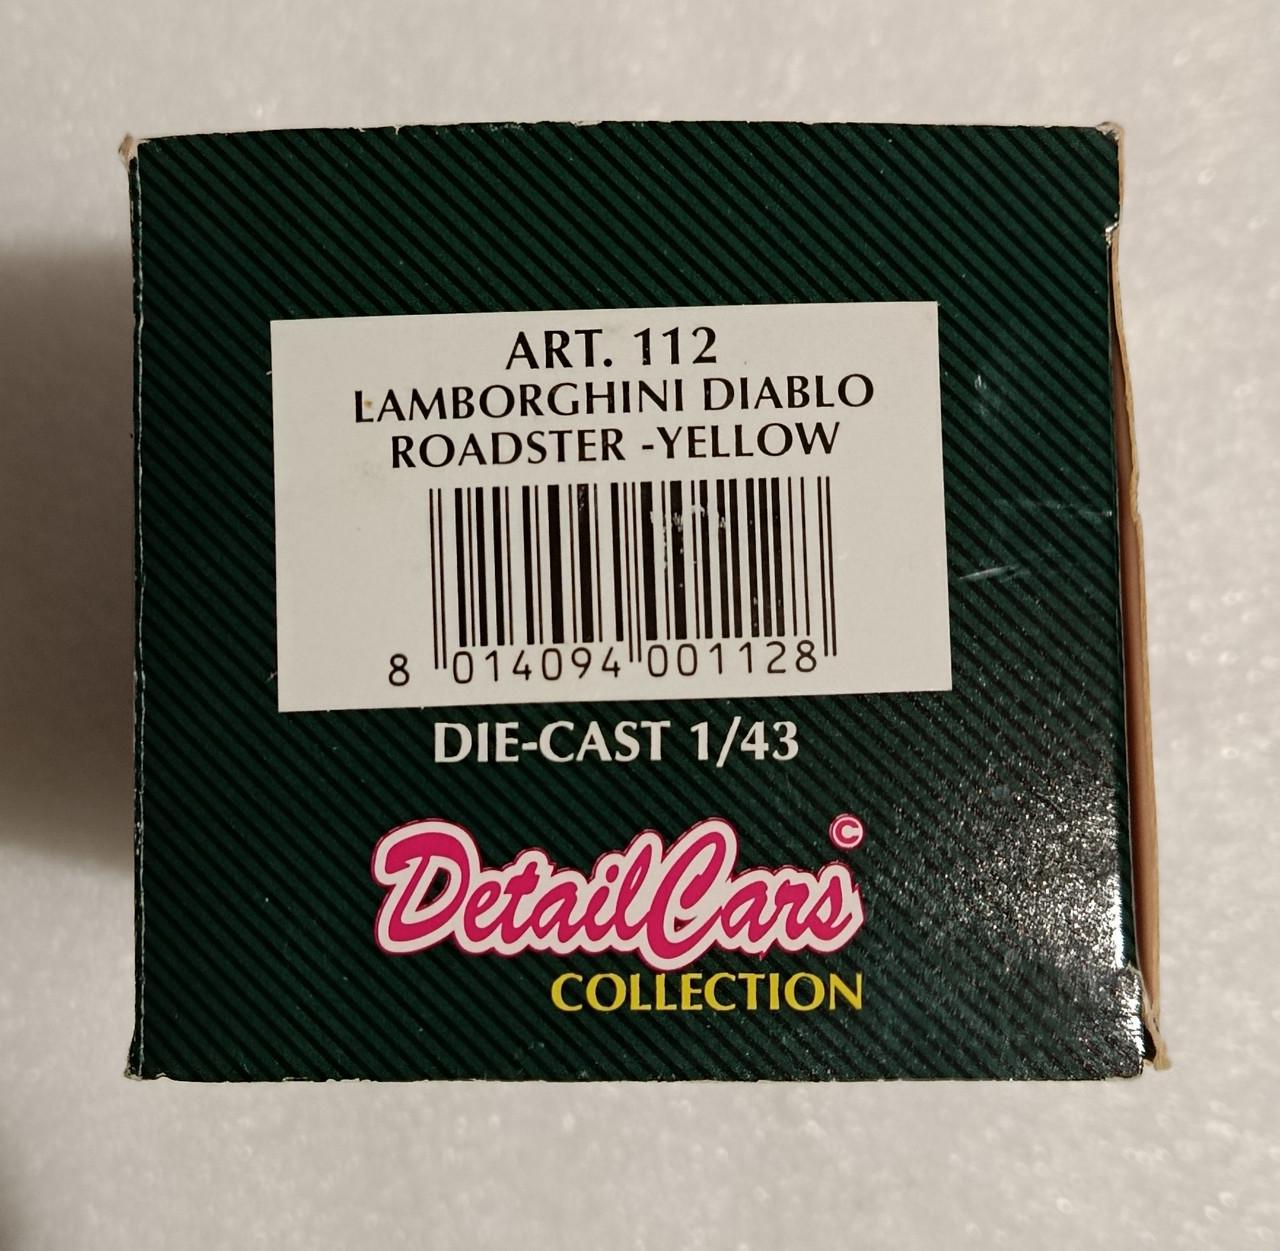 ART. 112
LAMBORGHINI DIABLO
ROADSTER -YELLOW
8 014094 001128
DIE-CAST 1/43
DetailCars ©
COLLECTION